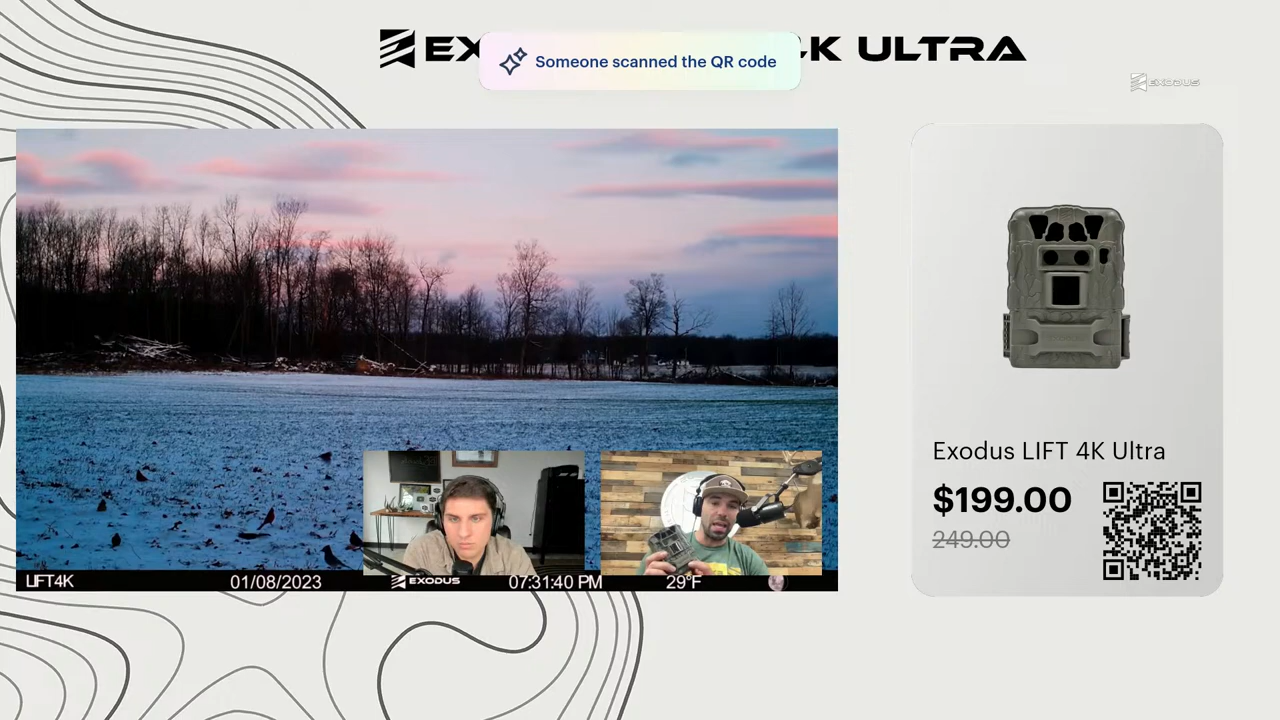 EX
4K ULTRA
Someone scanned the QR code
EXODUS
Exodus LIFT 4K Ultra
$199.00
249.00
LIFT4K 01/08/2023 EXODUS 07:31:40 PM 29°F